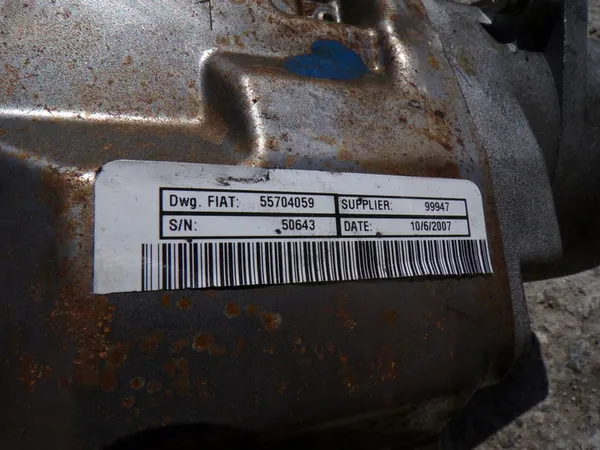 Dwg. FIAT: 55704059 SUPPLIER: 99947
S/N: 50643 DATE: 10/6/2007